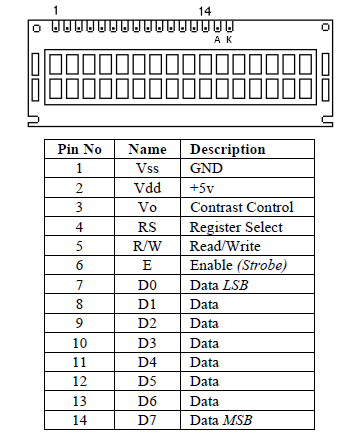 1 14
A K
Pin No Name Description
1 Vss GND
2 Vdd +5v
3 Vo Contrast Control
4 RS Register Select
5 R/W Read/Write
6 E Enable (Strobe)
7 D0 Data LSB
8 D1 Data
9 D2 Data
10 D3 Data
11 D4 Data
12 D5 Data
13 D6 Data
14 D7 Data MSB